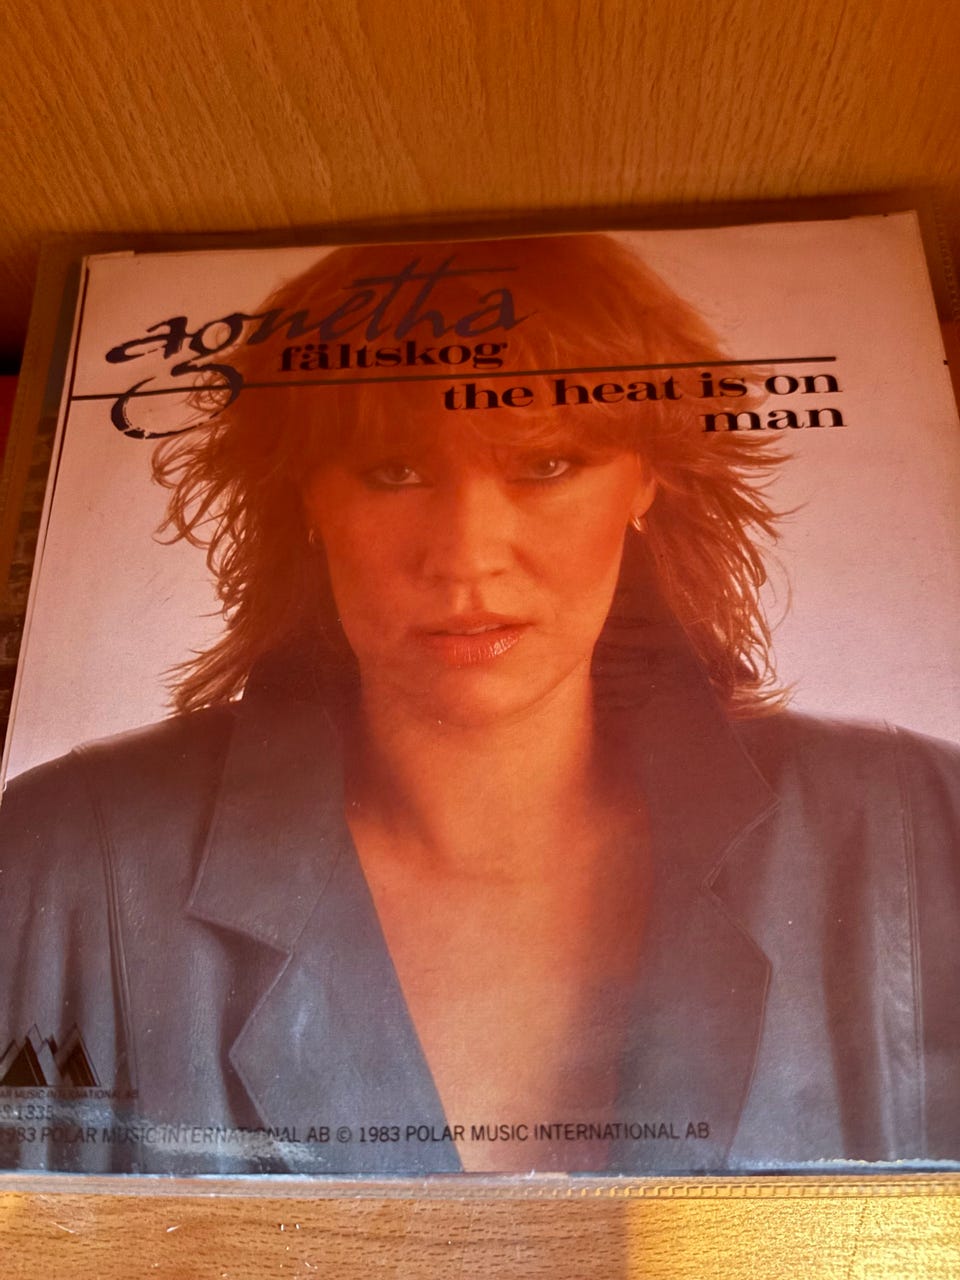 agnetha
fältskog
the heat is on
man
POLAR MUSIC INTERNATIONAL AB
1983 POLAR MUSIC INTERNATIONAL AB © 1983 POLAR MUSIC INTERNATIONAL AB